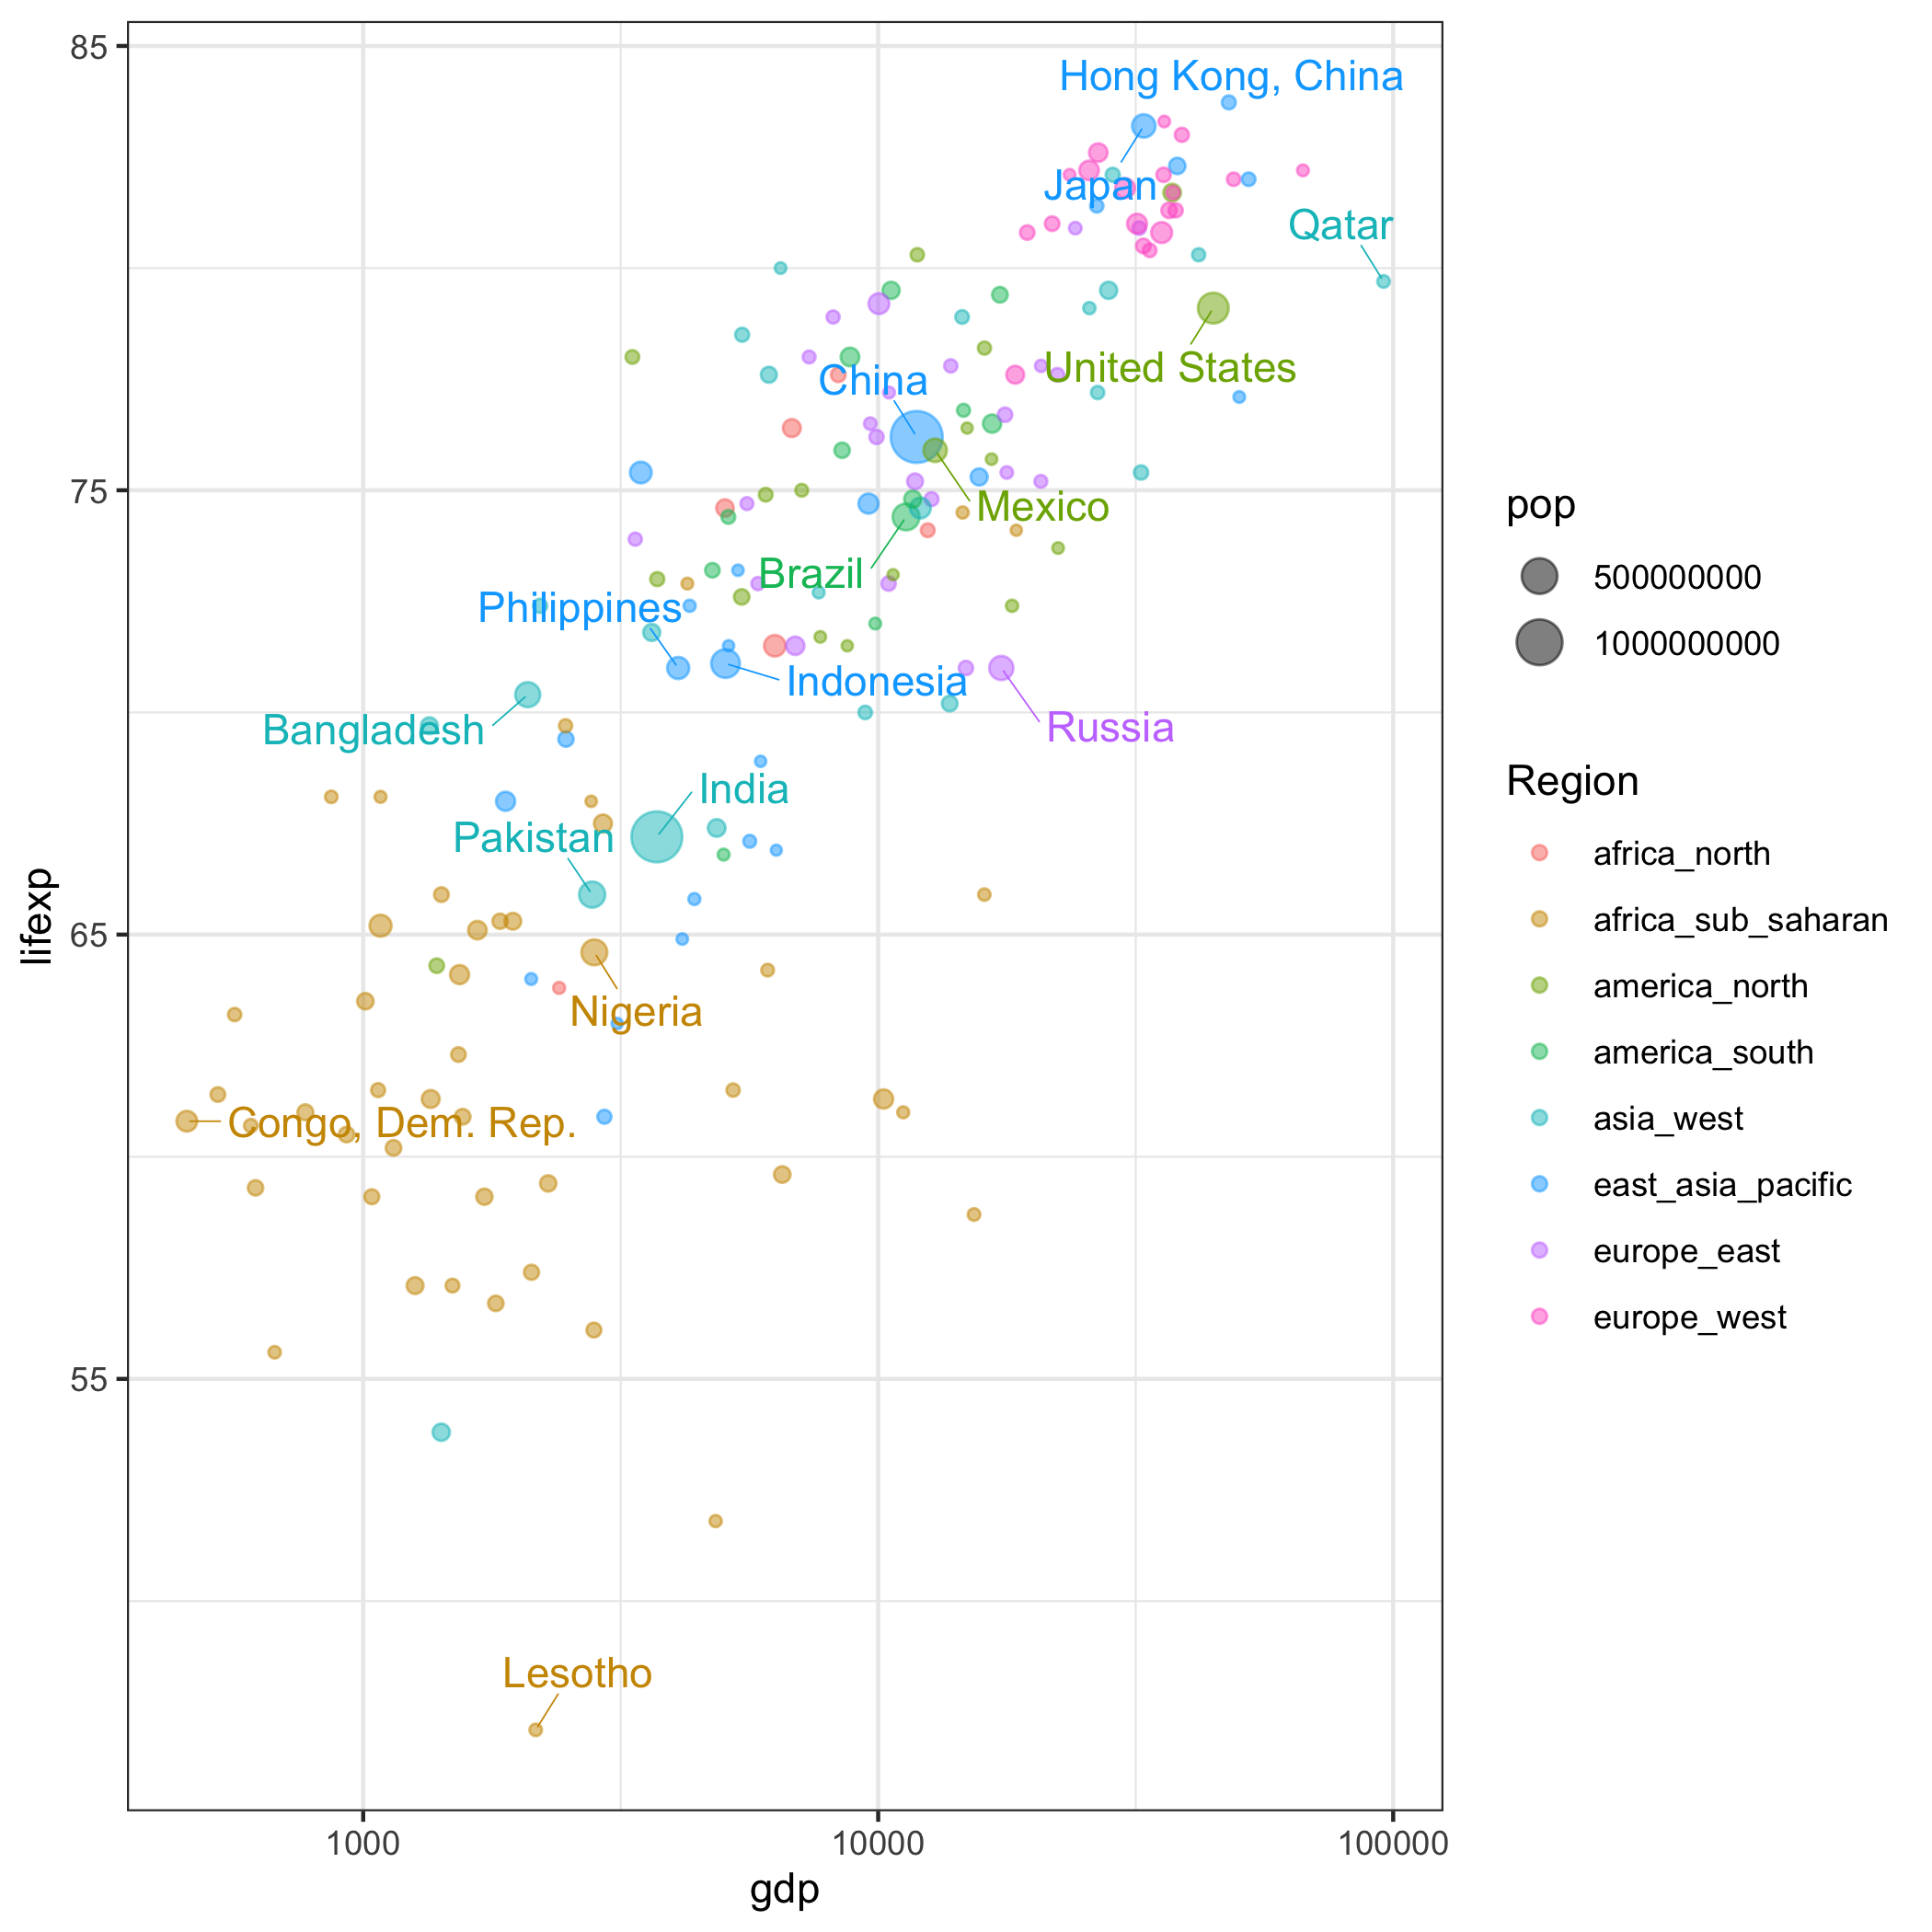 85
75
65
55
lifexp
Hong Kong, China
Japan
Qatar
United States
China
Mexico
Brazil
Philippines
Indonesia
Bangladesh
Russia
India
Pakistan
Nigeria
Congo, Dem. Rep.
Lesotho
1000
10000
100000
gdp
pop
500000000
1000000000
Region
africa_north
africa_sub_saharan
america_north
america_south
asia_west
east_asia_pacific
europe_east
europe_west